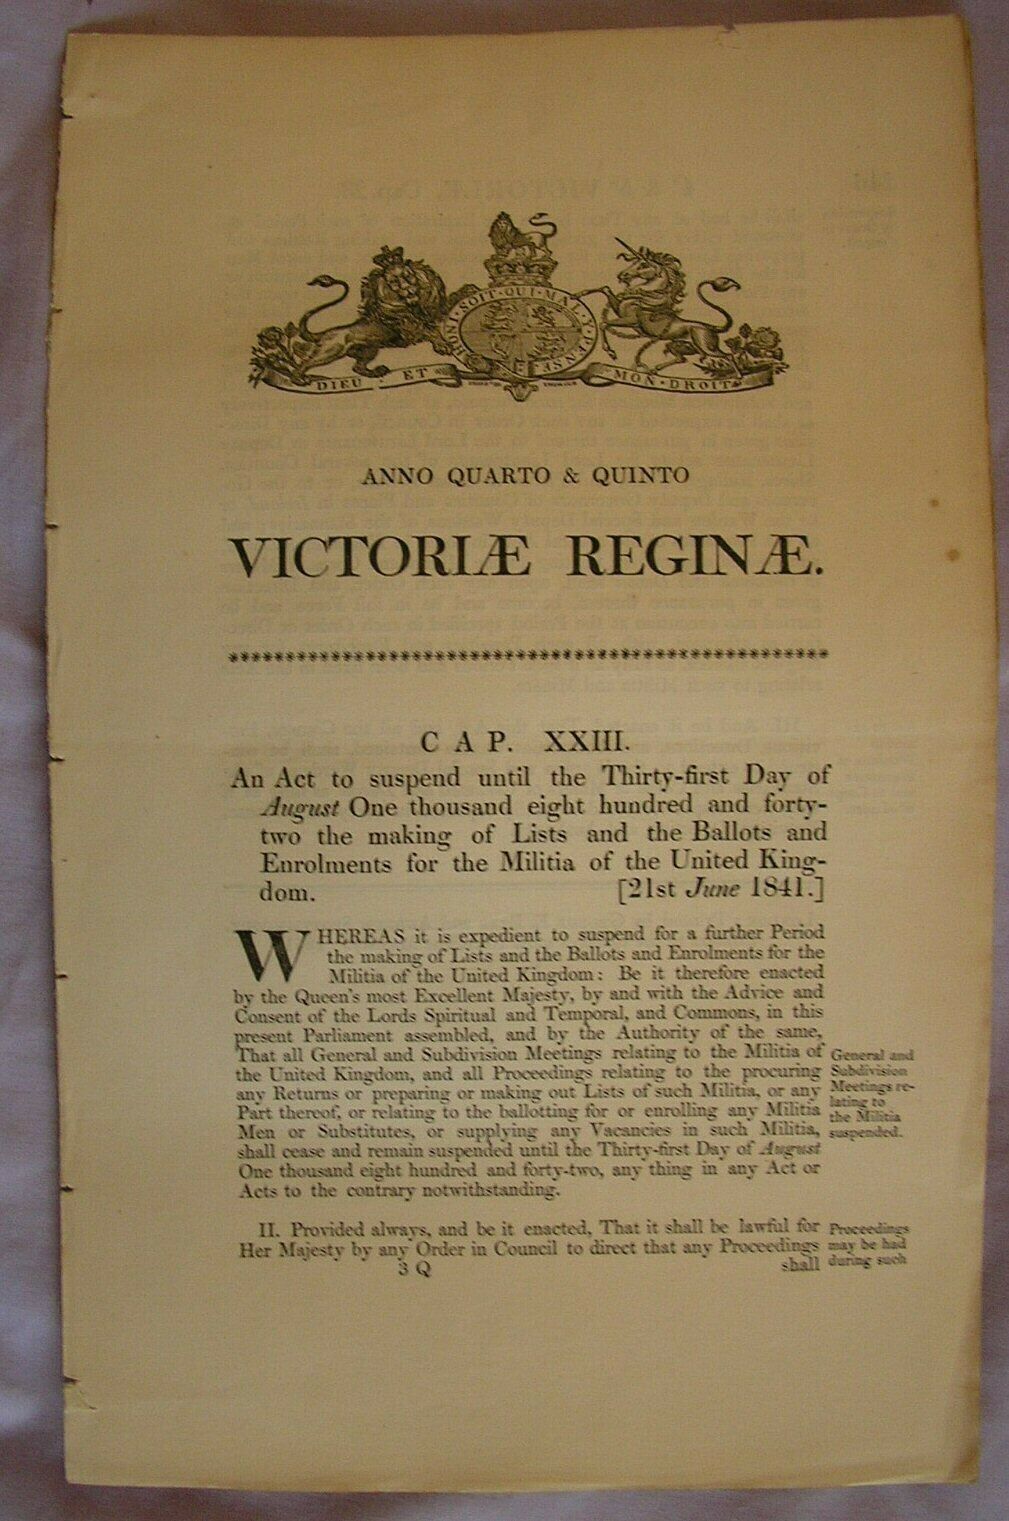 HONI·SOIT·QUI·MAL·Y·PENSE
DIEU · ET · MON·DROIT
ANNO QUARTO & QUINTO
VICTORIÆ REGINÆ.
CAP. XXIII.
An Act to suspend until the Thirty-first Day of
August One thousand eight hundred and forty-
two the making of Lists and the Ballots and
Enrolments for the Militia of the United King-
dom. [21st June 1841.]
WHEREAS it is expedient to suspend for a further Period
the making of Lists and the Ballots and Enrolments for the
Militia of the United Kingdom: Be it therefore enacted
by the Queen's most Excellent Majesty, by and with the Advice and
Consent of the Lords Spiritual and Temporal, and Commons, in this
present Parliament assembled, and by the Authority of the same,
That all General and Subdivision Meetings relating to the Militia of
the United Kingdom, and all Proceedings relating to the procuring
any Returns or preparing or making out Lists of such Militia, or any
Part thereof, or relating to the ballotting for or enrolling any Militia
Men or Substitutes, or supplying any Vacancies in such Militia,
shall cease and remain suspended until the Thirty-first Day of August
One thousand eight hundred and forty-two, any thing in any Act or
Acts to the contrary notwithstanding.
General and
Subdivision
Meetings re-
lating to
the Militia
suspended.
II. Provided always, and be it enacted, That it shall be lawful for
Her Majesty by any Order in Council to direct that any Proceedings
3 Q shall
Proceedings
may be had
during such